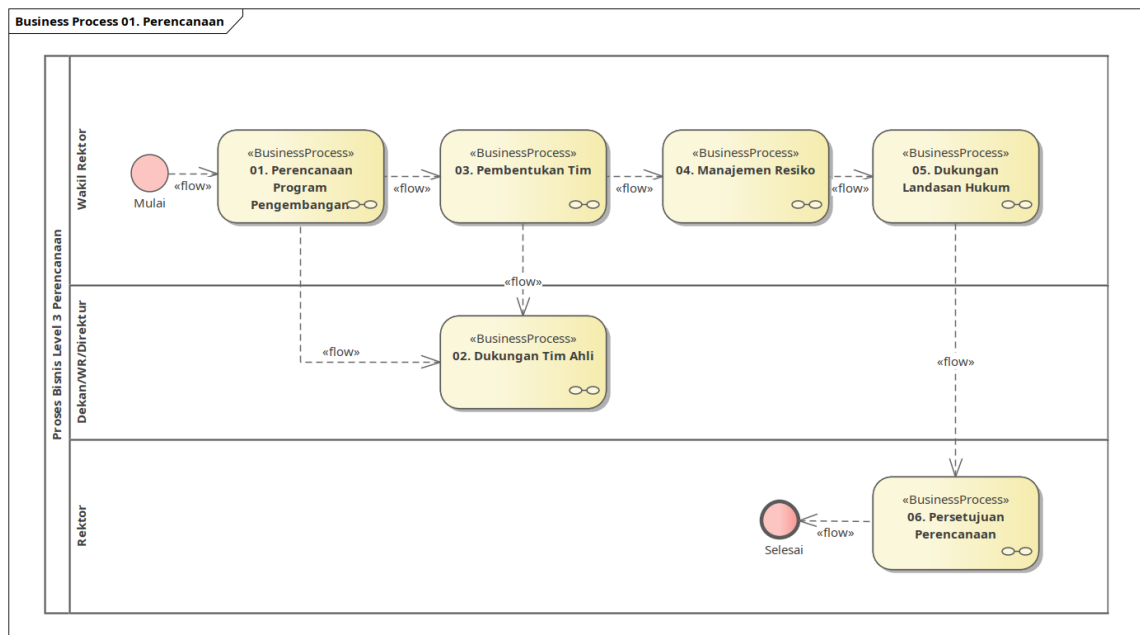 Business Process 01. Perencanaan
Proses Bisnis Level 3 Perencanaan
Wakil Rektor
Mulai
«flow»
«BusinessProcess»
01. Perencanaan
Program
Pengembangan
«flow»
«BusinessProcess»
03. Pembentukan Tim
«flow»
«BusinessProcess»
04. Manajemen Resiko
«flow»
«BusinessProcess»
05. Dukungan
Landasan Hukum
«flow»
Dekan/WR/Direktur
«flow»
«BusinessProcess»
02. Dukungan Tim Ahli
«flow»
Rektor
«BusinessProcess»
06. Persetujuan
Perencanaan
«flow»
Selesai